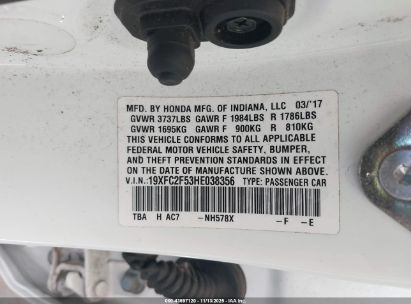 MFD. BY HONDA MFG. OF INDIANA, LLC 03/'17
GVWR 3737LBS GAWR F 1984LBS R 1786LBS
GVWR 1695KG GAWR F 900KG R 810KG
THIS VEHICLE CONFORMS TO ALL APPLICABLE
FEDERAL MOTOR VEHICLE SAFETY, BUMPER,
AND THEFT PREVENTION STANDARDS IN EFFECT
ON THE DATE OF MANUFACTURE SHOWN ABOVE.
V.I.N.: 19XFC2F53HE038356 TYPE: PASSENGER CAR
TBA H AC7 -NH578X -F -E